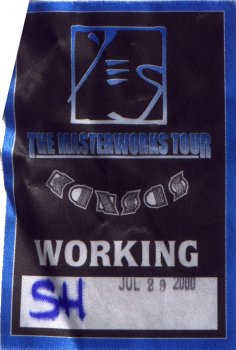 YES
THE MASTERWORKS TOUR
KANSAS
WORKING
JUL 29 2000
SH